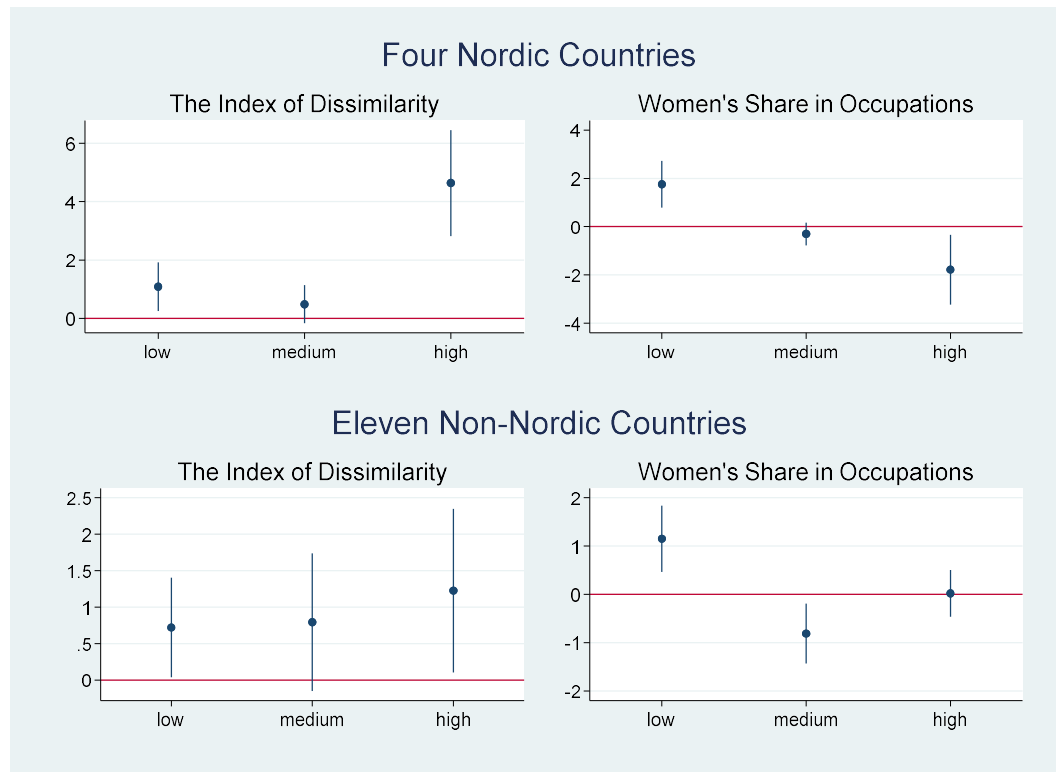 Four Nordic Countries
The Index of Dissimilarity
6
4
2
0
low medium high
Women's Share in Occupations
4
2
0
-2
-4
low medium high
Eleven Non-Nordic Countries
The Index of Dissimilarity
2.5
2
1.5
1
.5
0
low medium high
Women's Share in Occupations
2
1
0
-1
-2
low medium high